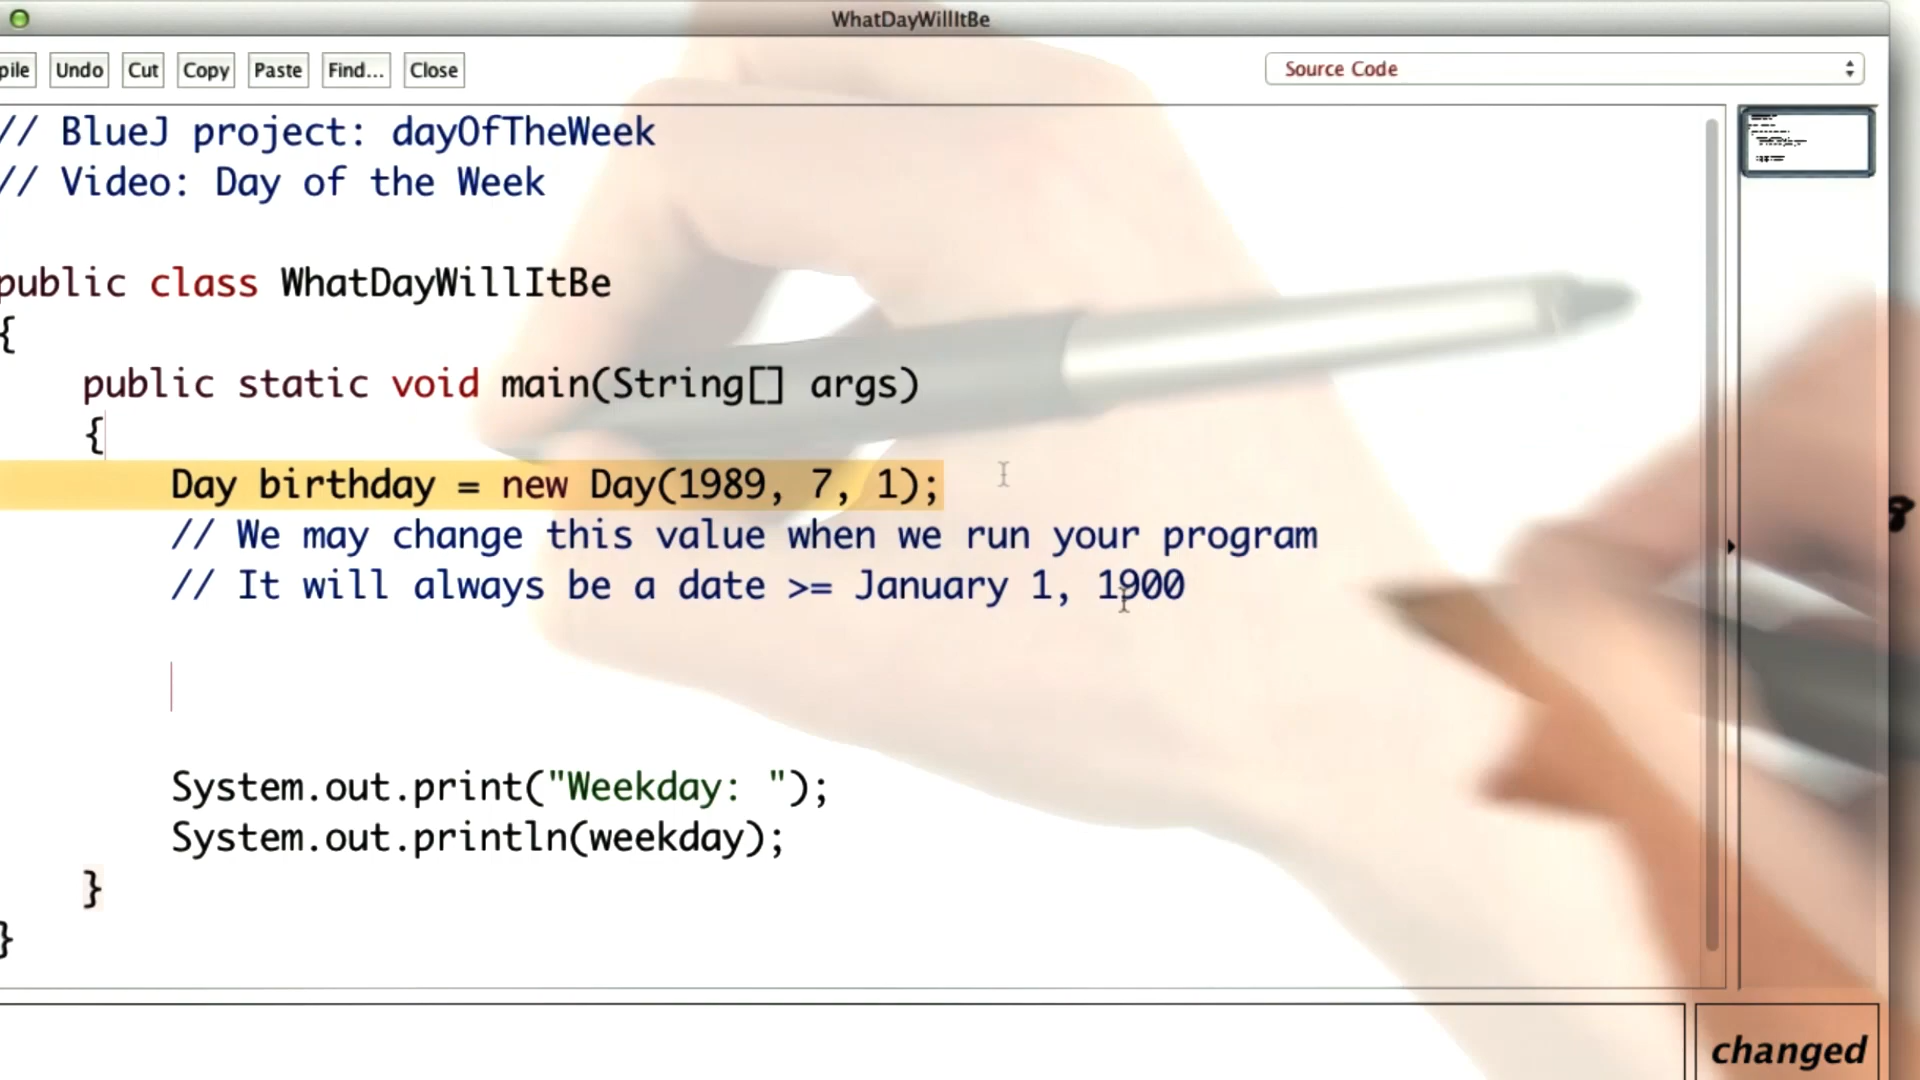 WhatDayWillItBe
pile Undo Cut Copy Paste Find... Close Source Code
// BlueJ project: dayOfTheWeek
// Video: Day of the Week
public class WhatDayWillItBe
{
public static void main(String[] args)
{
Day birthday = new Day(1989, 7, 1);
// We may change this value when we run your program
// It will always be a date >= January 1, 1900
System.out.print("Weekday: ");
System.out.println(weekday);
}
}
changed